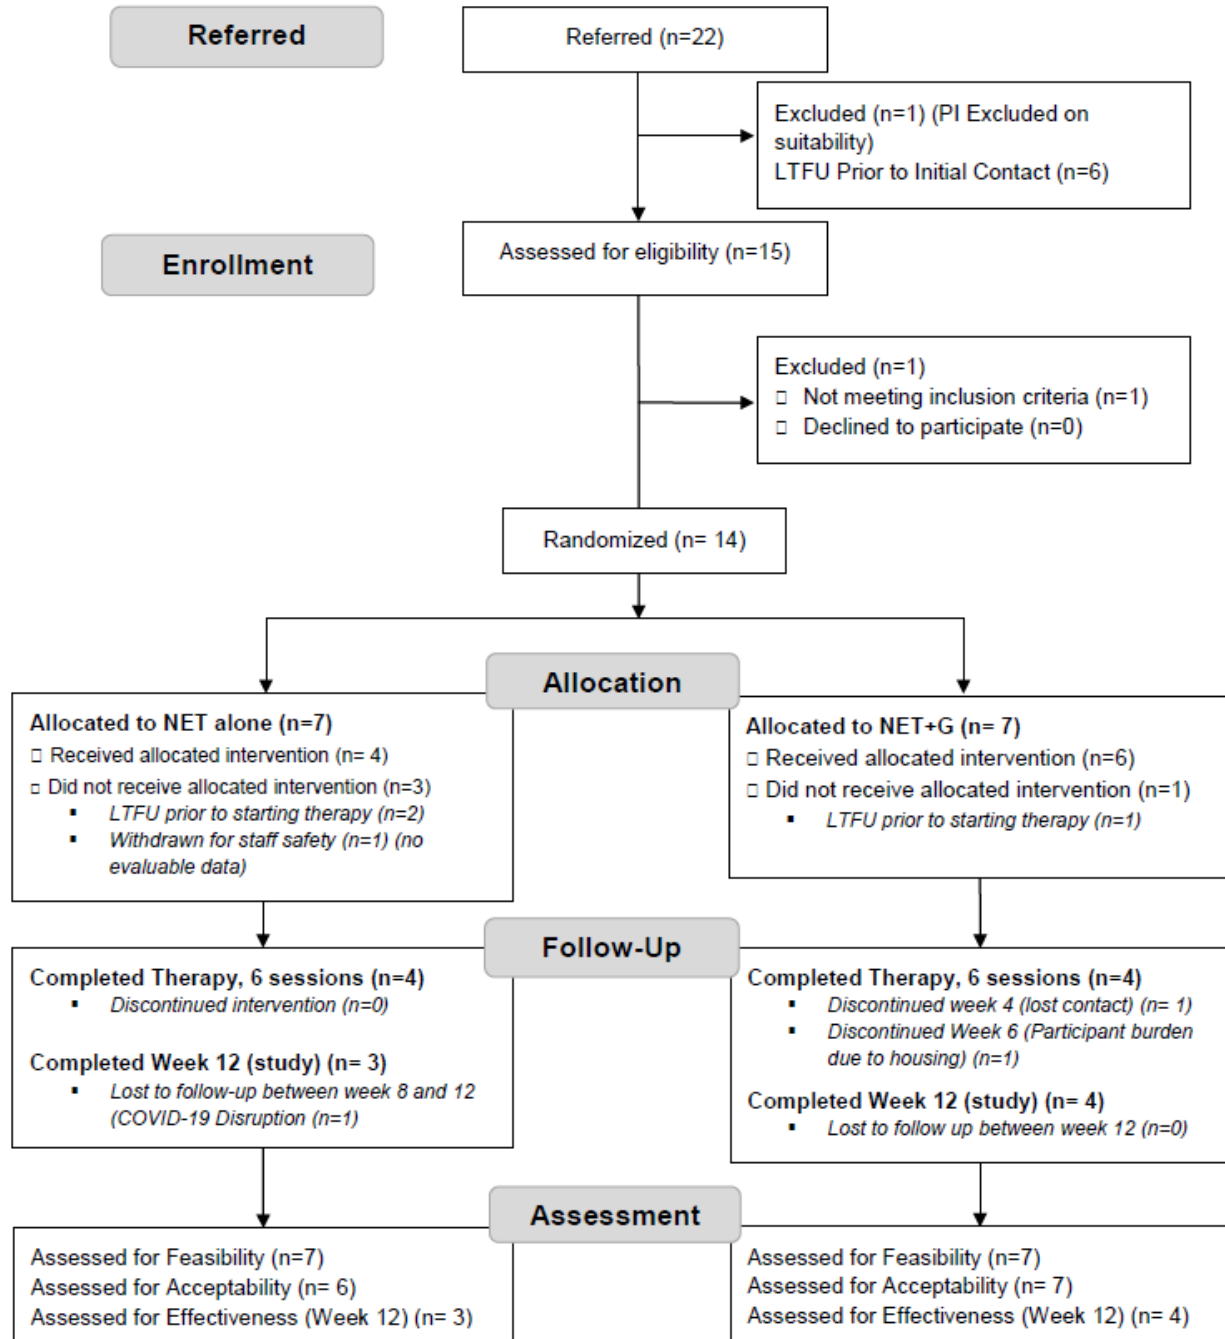 Referred
Referred (n=22)
Excluded (n=1) (PI Excluded on
suitability)
LTFU Prior to Initial Contact (n=6)
Enrollment
Assessed for eligibility (n=15)
Excluded (n=1)
□ Not meeting inclusion criteria (n=1)
□ Declined to participate (n=0)
Randomized (n= 14)
Allocation
Allocated to NET alone (n=7)
□ Received allocated intervention (n= 4)
□ Did not receive allocated intervention (n=3)
▪ LTFU prior to starting therapy (n=2)
▪ Withdrawn for staff safety (n=1) (no
evaluable data)
Allocated to NET+G (n= 7)
□ Received allocated intervention (n=6)
□ Did not receive allocated intervention (n=1)
▪ LTFU prior to starting therapy (n=1)
Follow-Up
Completed Therapy, 6 sessions (n=4)
▪ Discontinued intervention (n=0)
Completed Week 12 (study) (n= 3)
▪ Lost to follow-up between week 8 and 12
(COVID-19 Disruption (n=1)
Completed Therapy, 6 sessions (n=4)
▪ Discontinued week 4 (lost contact) (n= 1)
▪ Discontinued Week 6 (Participant burden
due to housing) (n=1)
Completed Week 12 (study) (n= 4)
▪ Lost to follow up between week 12 (n=0)
Assessment
Assessed for Feasibility (n=7)
Assessed for Acceptability (n= 6)
Assessed for Effectiveness (Week 12) (n= 3)
Assessed for Feasibility (n=7)
Assessed for Acceptability (n= 7)
Assessed for Effectiveness (Week 12) (n= 4)